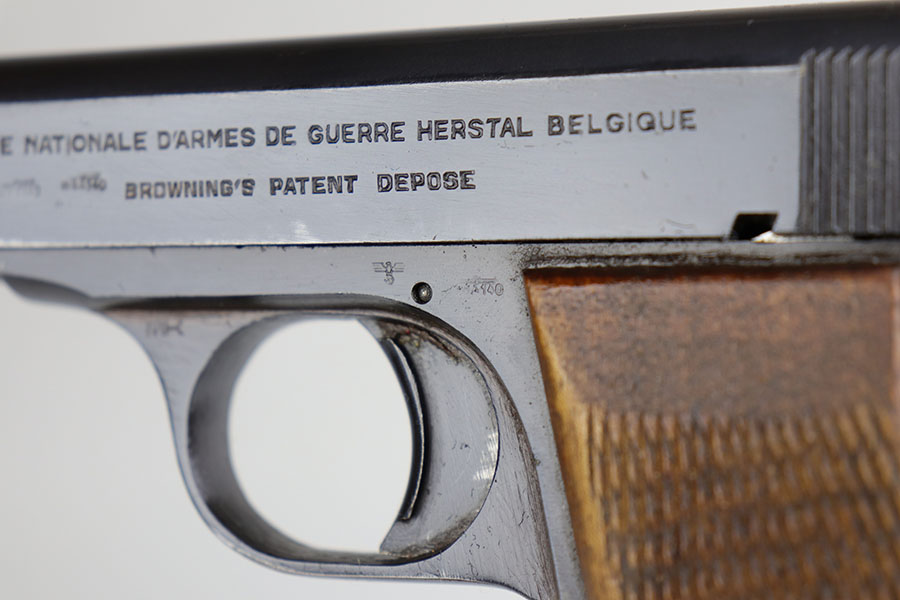 E NATIONALE D'ARMES DE GUERRE HERSTAL BELGIQUE
BROWNING'S PATENT DEPOSE